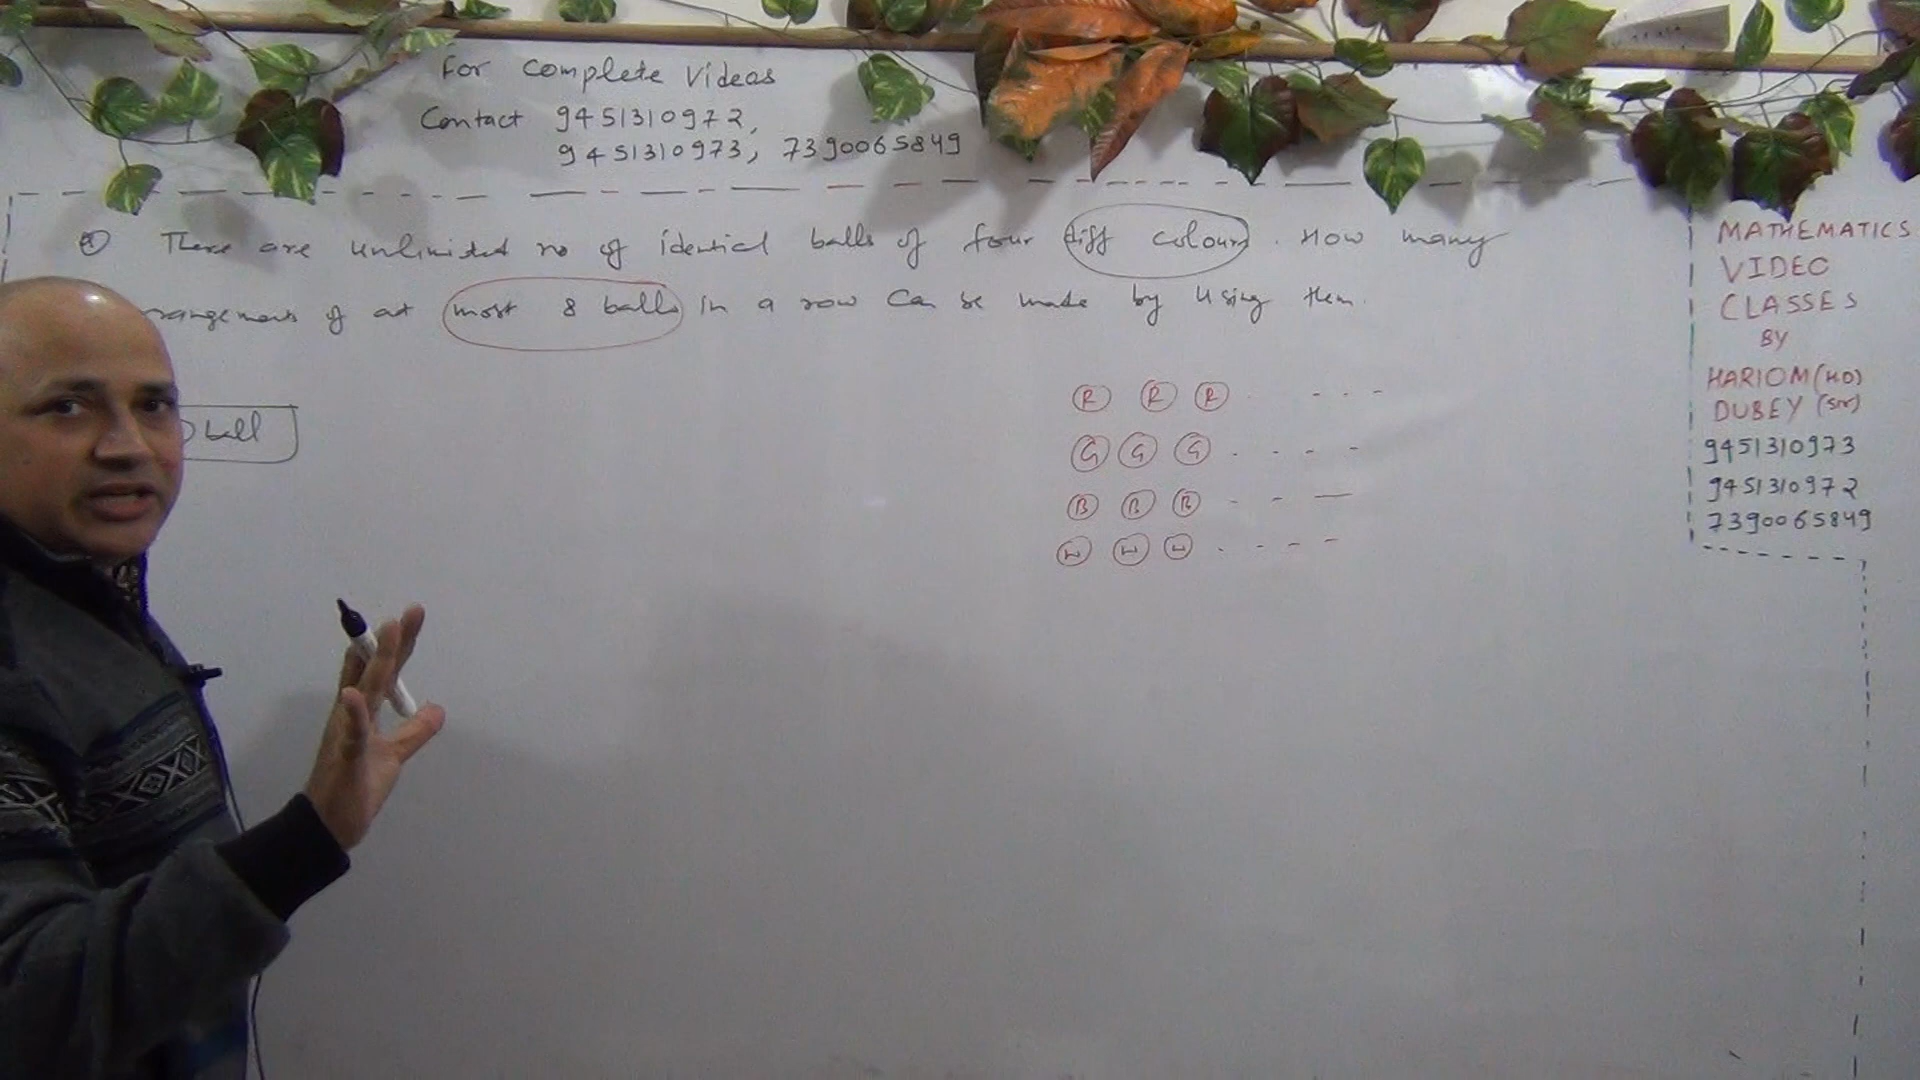 For Complete Videos
Contact 9451310972,
9451310973, 7390065849
There are unlimited no of identical balls of four diff colours. How many
rangements of at most 8 balls in a row can be made by using them.
ball
R R R . - - -
G G G . - - -
B B B - - —
W W W . - - -
MATHEMATICS
VIDEO
CLASSES
BY
HARIOM (HD)
DUBEY (Sir)
9451310973
9451310972
7390065849